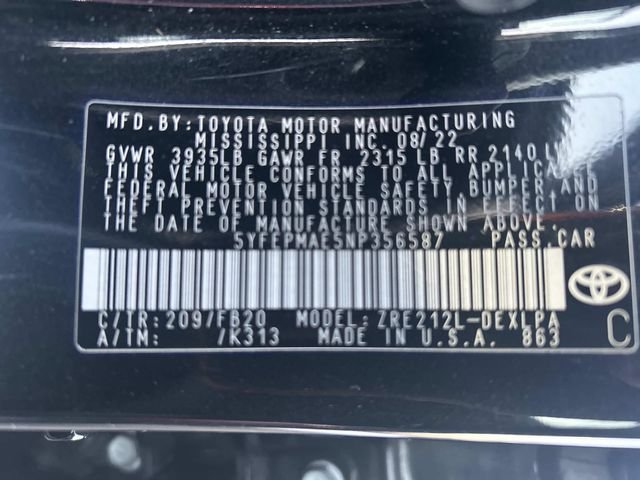 MFD. BY: TOYOTA MOTOR MANUFACTURING
MISSISSIPPI INC. 08/22
GVWR 3935LB GAWR FR 2315 LB RR 2140
THIS VEHICLE CONFORMS TO ALL APPLICABLE
FEDERAL MOTOR VEHICLE SAFETY, BUMPER, AND
THEFT PREVENTION STANDARDS IN EFFECT ON
THE DATE OF MANUFACTURE SHOWN ABOVE.
5YFEPMAE5NP356587 PASS.CAR
C/TR: 209/FB20 MODEL: ZRE212L-DEXLPA
A/TM: /K313 MADE IN U.S.A. 863
C